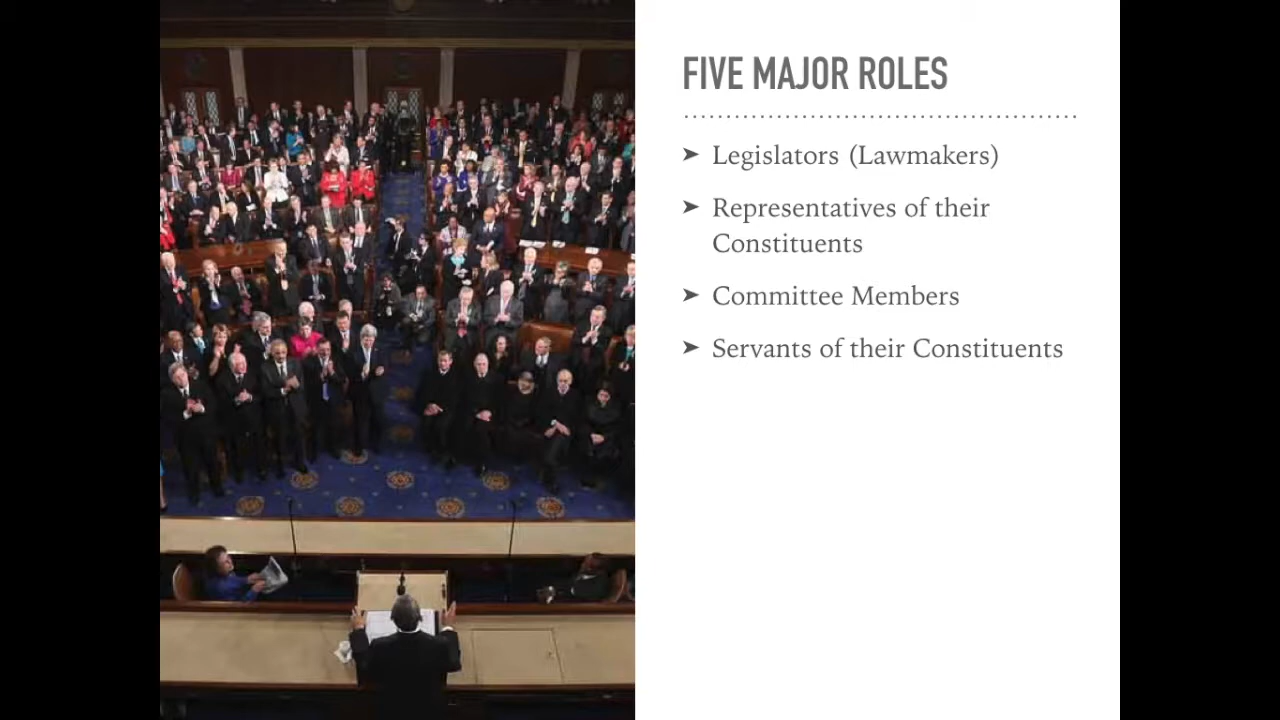 FIVE MAJOR ROLES
➤ Legislators (Lawmakers)
➤ Representatives of their
Constituents
➤ Committee Members
➤ Servants of their Constituents